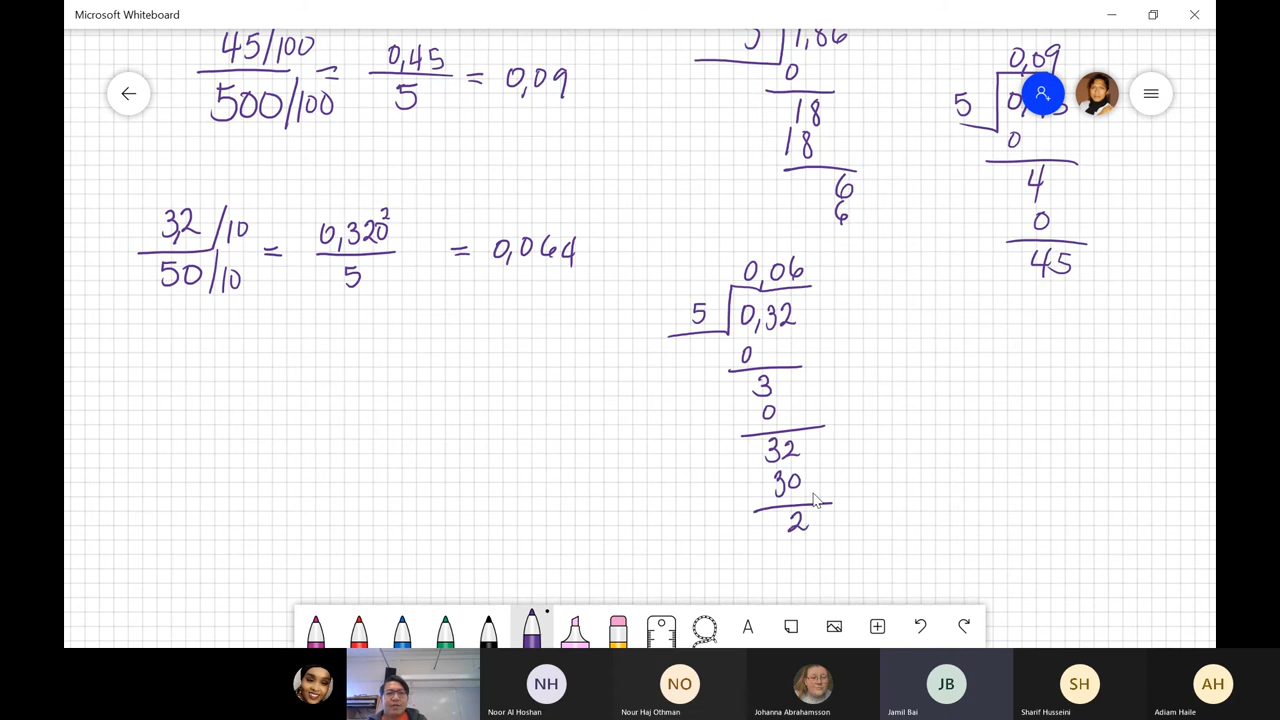 Microsoft Whiteboard
45/100
500/100
=
0,45
5
= 0,09
1,86
0
18
18
6
6
0,09
5
0
4
0
45
3,2 /10
50 /10
=
0,320²
5
= 0,064
0,06
5 0,32
0
3
0
32
30
2
A
NH
NO
JB
SH
AH
Noor Al Hoshan
Nour Haj Othman
Johanna Abrahamsson
Jamil Bai
Sharif Husseini
Adiam Haile